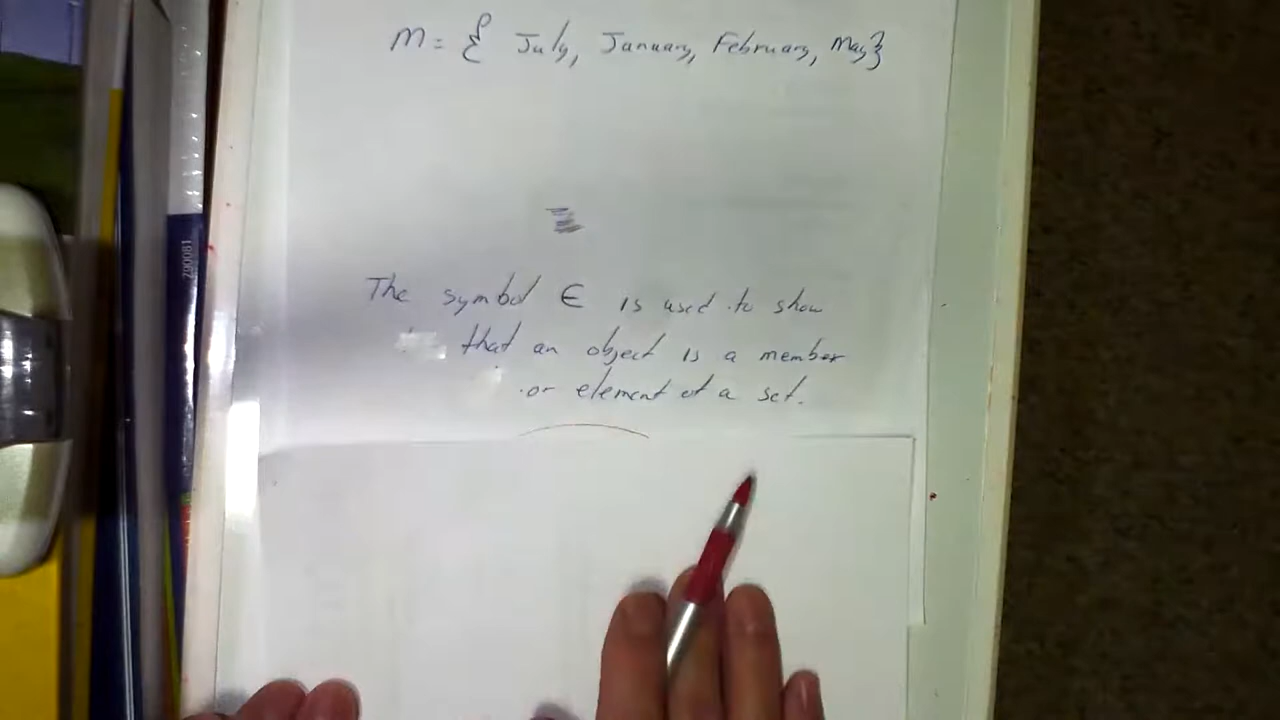 M = { July, January, February, May}
The symbol ∈ is used to show
that an object is a member
or element of a set.
Z90081